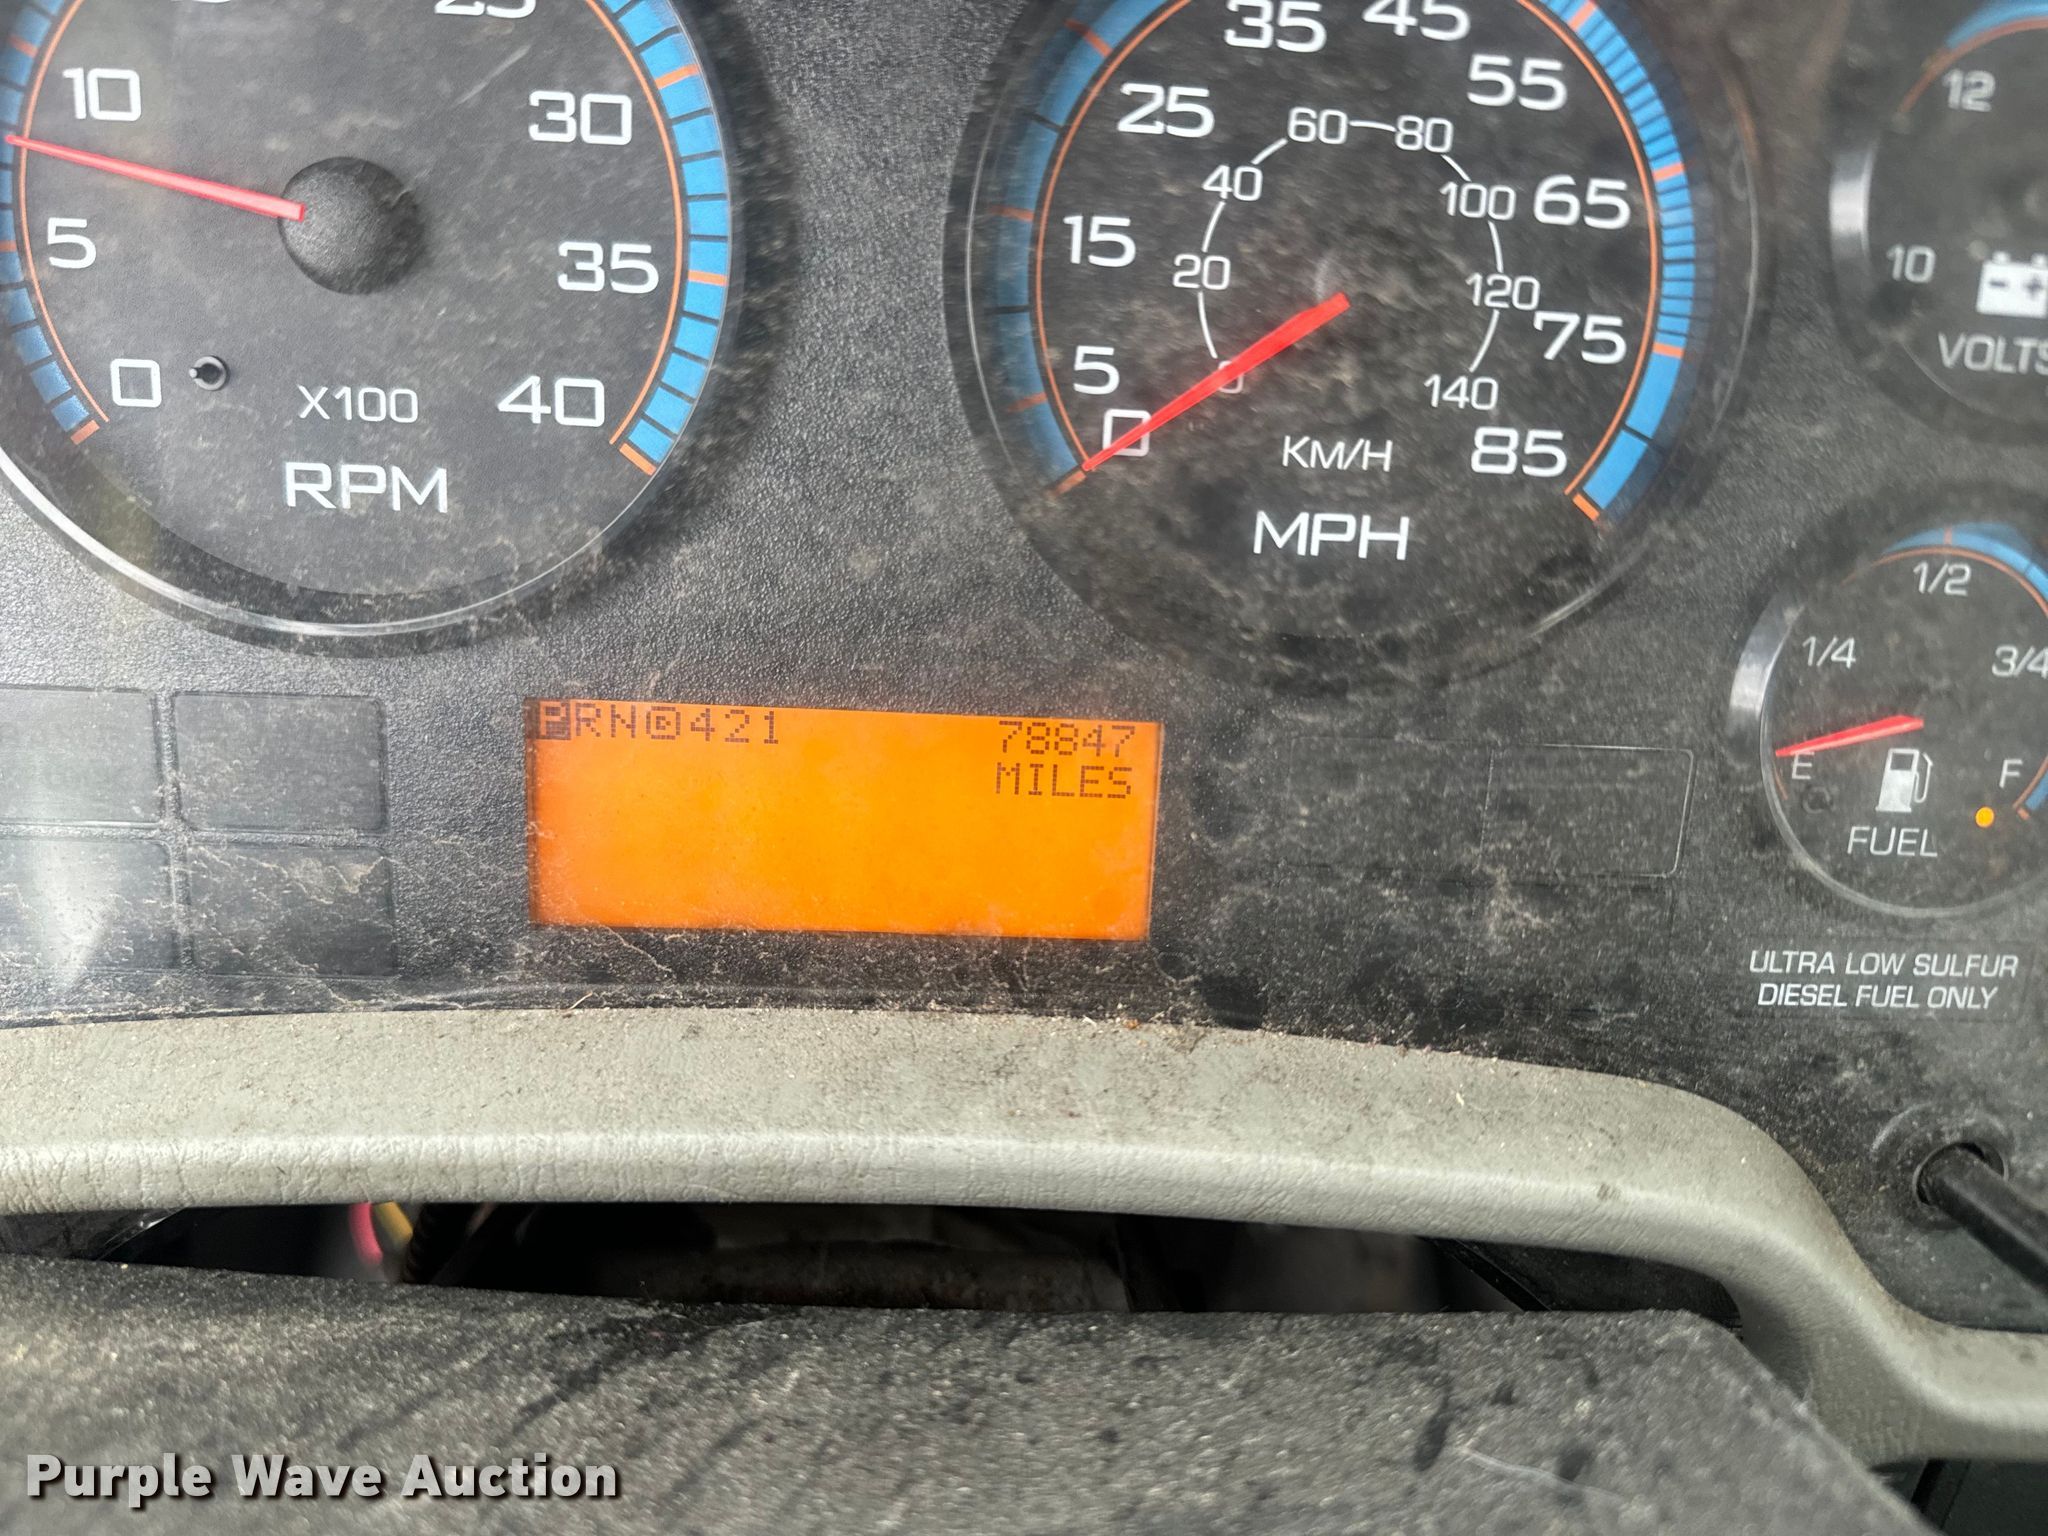 10
30
5
35
0
40
X100
RPM
35
45
25
55
15
65
5
75
0
85
60
80
40
100
20
120
140
KM/H
MPH
12
10
VOLTS
PRND421
78847
MILES
1/2
1/4
3/4
E
F
FUEL
ULTRA LOW SULFUR
DIESEL FUEL ONLY
Purple Wave Auction